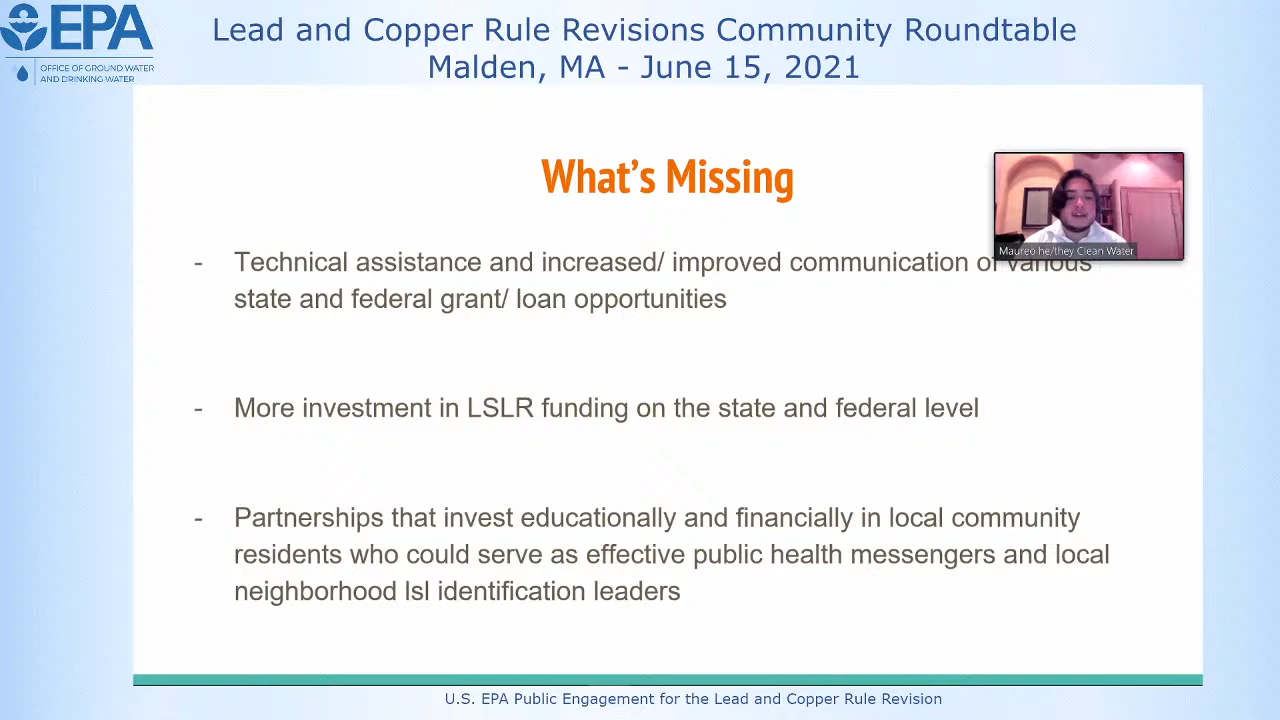 EPA
OFFICE OF GROUND WATER
AND DRINKING WATER
Lead and Copper Rule Revisions Community Roundtable
Malden, MA - June 15, 2021
What's Missing
Maureo he/they Clean Water
- Technical assistance and increased/ improved communication of various
state and federal grant/ loan opportunities
- More investment in LSLR funding on the state and federal level
- Partnerships that invest educationally and financially in local community
residents who could serve as effective public health messengers and local
neighborhood lsl identification leaders
U.S. EPA Public Engagement for the Lead and Copper Rule Revision